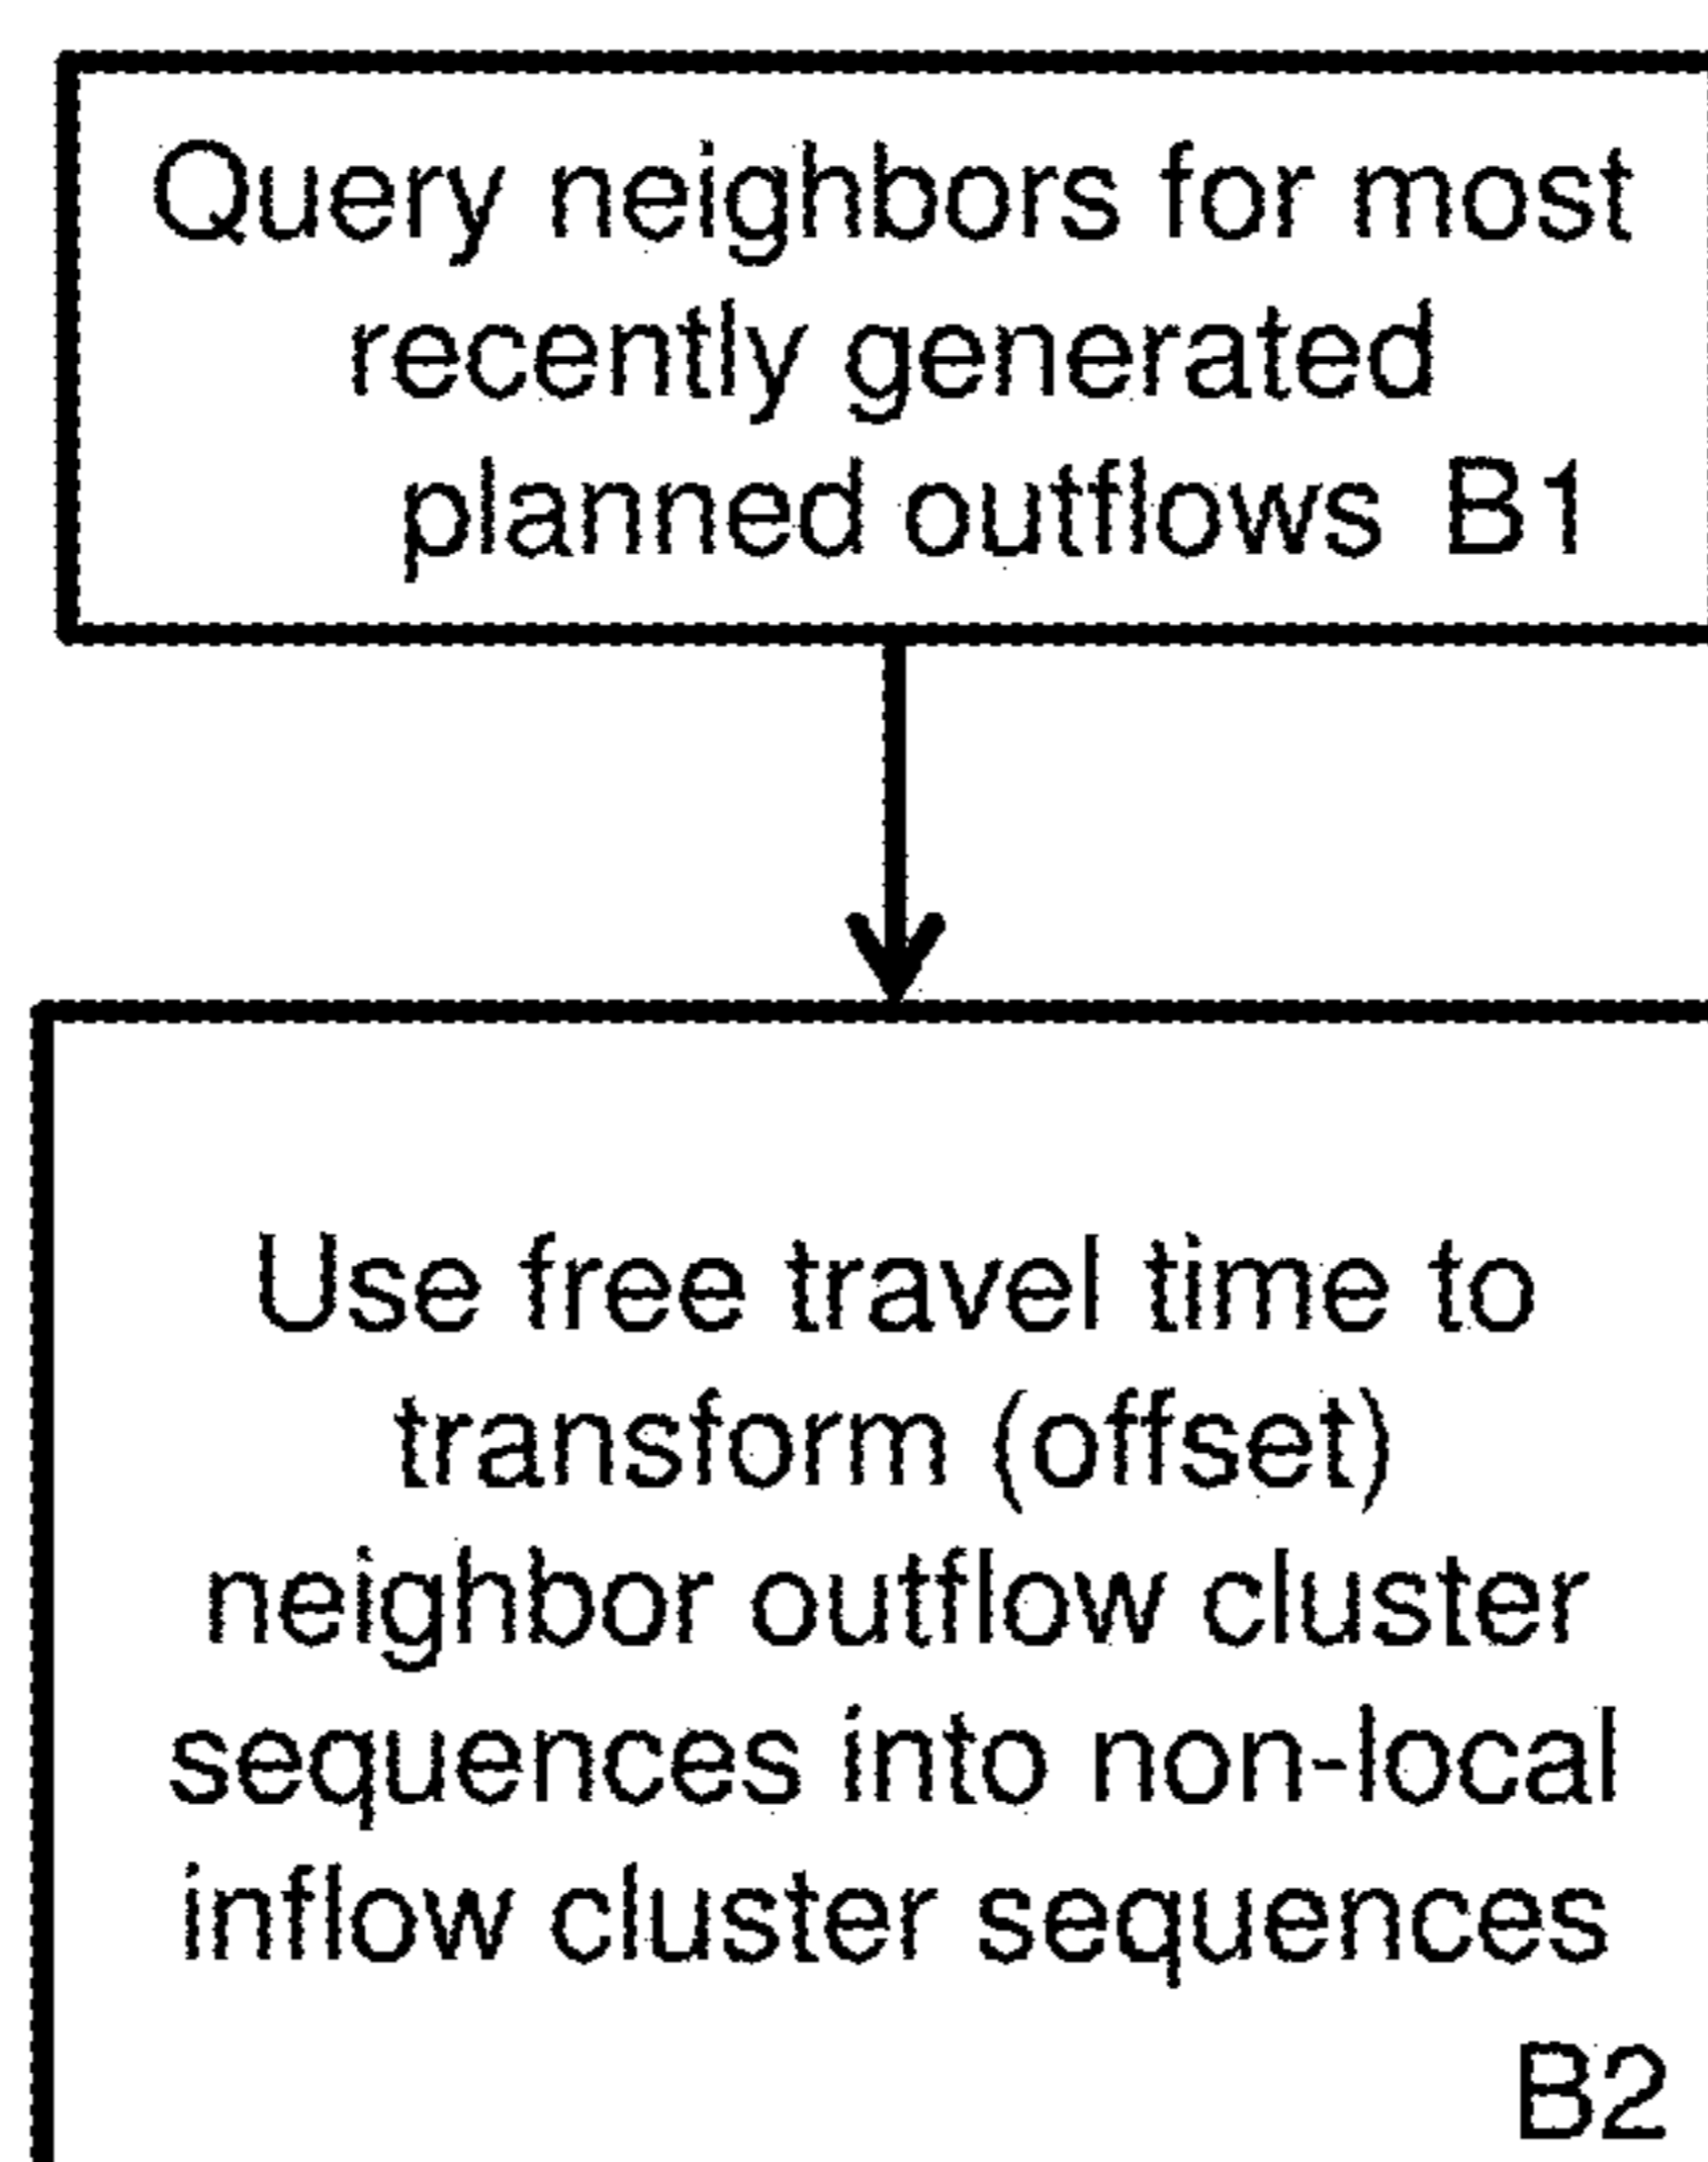 Query neighbors for most
recently generated
planned outflows B1
Use free travel time to
transform (offset)
neighbor outflow cluster
sequences into non-local
inflow cluster sequences
B2